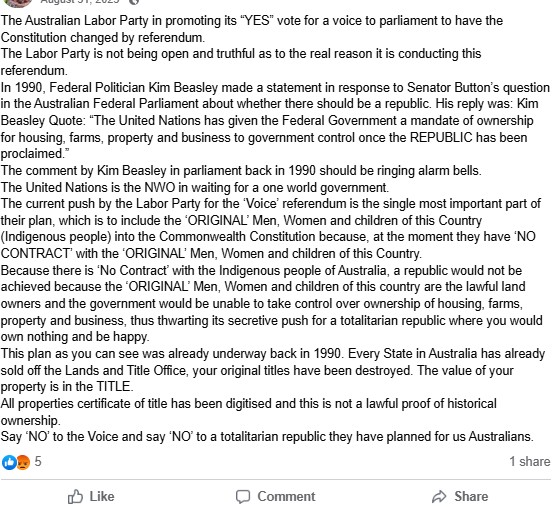 August 31, 2023
The Australian Labor Party in promoting its “YES” vote for a voice to parliament to have the
Constitution changed by referendum.
The Labor Party is not being open and truthful as to the real reason it is conducting this
referendum.
In 1990, Federal Politician Kim Beasley made a statement in response to Senator Button’s question
in the Australian Federal Parliament about whether there should be a republic. His reply was: Kim
Beasley Quote: “The United Nations has given the Federal Government a mandate of ownership
for housing, farms, property and business to government control once the REPUBLIC has been
proclaimed.”
The comment by Kim Beasley in parliament back in 1990 should be ringing alarm bells.
The United Nations is the NWO in waiting for a one world government.
The current push by the Labor Party for the ‘Voice’ referendum is the single most important part of
their plan, which is to include the ‘ORIGINAL’ Men, Women and children of this Country
(Indigenous people) into the Commonwealth Constitution because, at the moment they have ‘NO
CONTRACT’ with the ‘ORIGINAL’ Men, Women and children of this Country.
Because there is ‘No Contract’ with the Indigenous people of Australia, a republic would not be
achieved because the ‘ORIGINAL’ Men, Women and children of this country are the lawful land
owners and the government would be unable to take control over ownership of housing, farms,
property and business, thus thwarting its secretive push for a totalitarian republic where you would
own nothing and be happy.
This plan as you can see was already underway back in 1990. Every State in Australia has already
sold off the Lands and Title Office, your original titles have been destroyed. The value of your
property is in the TITLE.
All properties certificate of title has been digitised and this is not a lawful proof of historical
ownership.
Say ‘NO’ to the Voice and say ‘NO’ to a totalitarian republic they have planned for us Australians.
5
1 share
Like
Comment
Share